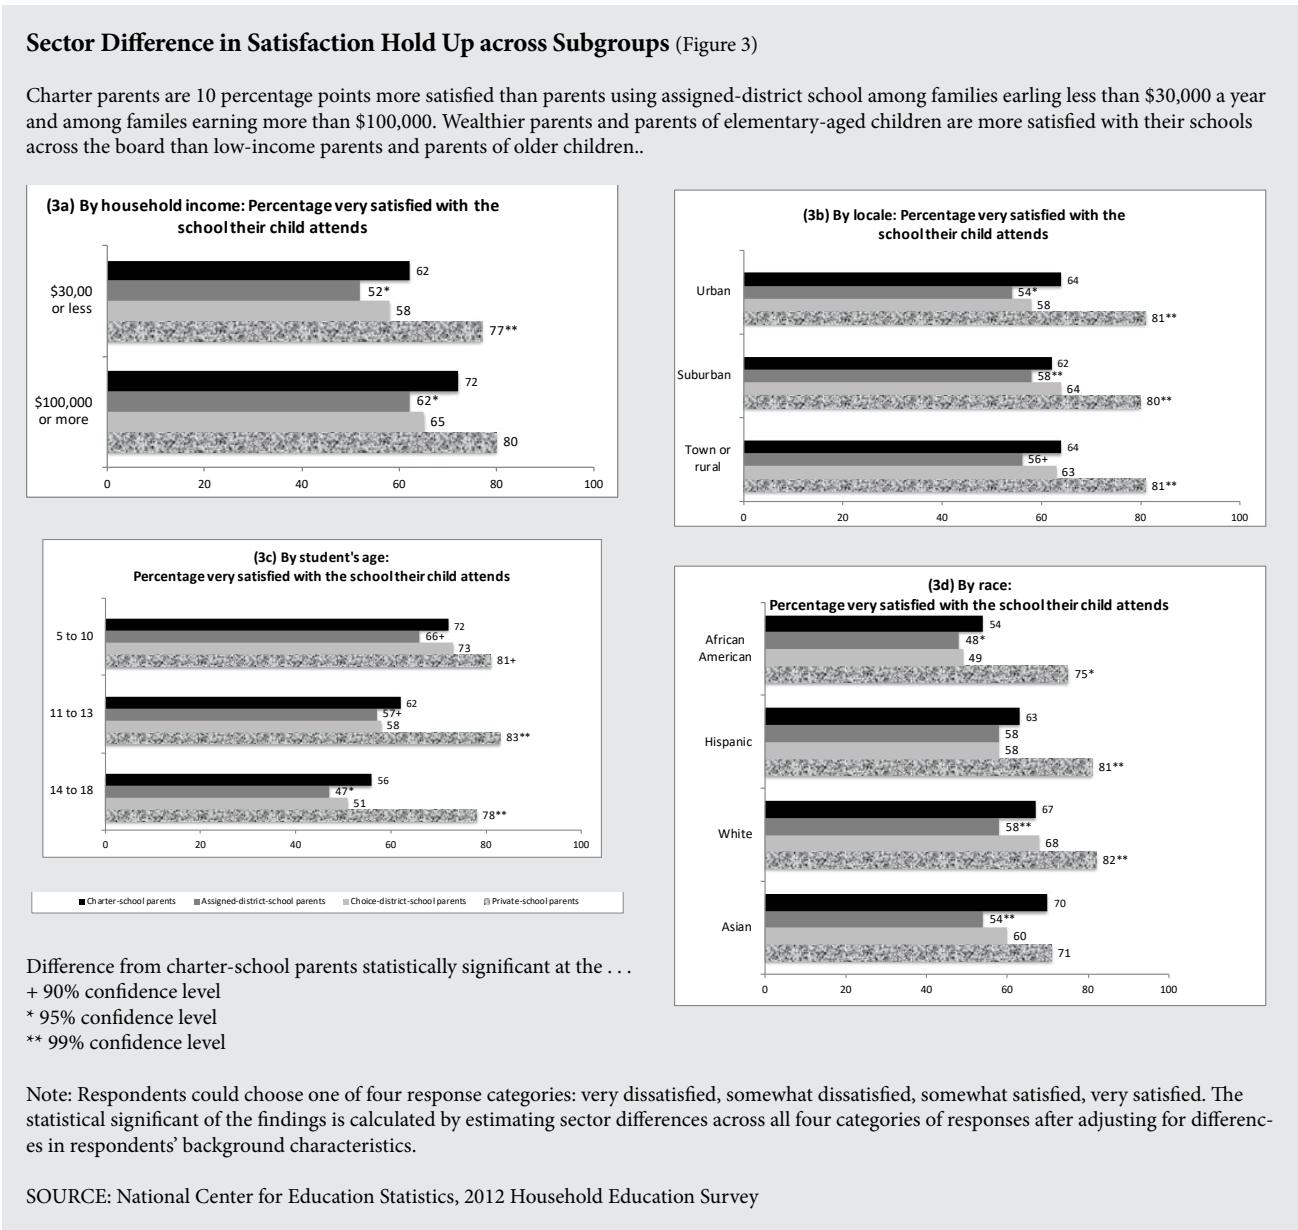 Sector Difference in Satisfaction Hold Up across Subgroups (Figure 3)
Charter parents are 10 percentage points more satisfied than parents using assigned-district school among families earling less than $30,000 a year
and among familes earning more than $100,000. Wealthier parents and parents of elementary-aged children are more satisfied with their schools
across the board than low-income parents and parents of older children..
(3a) By household income: Percentage very satisfied with the
school their child attends
$30,00
or less
62
52*
58
77**
$100,000
or more
72
62*
65
80
0 20 40 60 80 100
(3b) By locale: Percentage very satisfied with the
school their child attends
Urban
64
54*
58
81**
Suburban
62
58**
64
80**
Town or
rural
64
56+
63
81**
0 20 40 60 80 100
(3c) By student's age:
Percentage very satisfied with the school their child attends
5 to 10
72
66+
73
81+
11 to 13
62
57+
58
83**
14 to 18
56
47*
51
78**
0 20 40 60 80 100
(3d) By race:
Percentage very satisfied with the school their child attends
African
American
54
48*
49
75*
Hispanic
63
58
58
81**
White
67
58**
68
82**
Asian
70
54**
60
71
0 20 40 60 80 100
Charter-school parents Assigned-district-school parents Choice-district-school parents Private-school parents
Difference from charter-school parents statistically significant at the . . .
+ 90% confidence level
* 95% confidence level
** 99% confidence level
Note: Respondents could choose one of four response categories: very dissatisfied, somewhat dissatisfied, somewhat satisfied, very satisfied. The
statistical significant of the findings is calculated by estimating sector differences across all four categories of responses after adjusting for differenc-
es in respondents' background characteristics.
SOURCE: National Center for Education Statistics, 2012 Household Education Survey